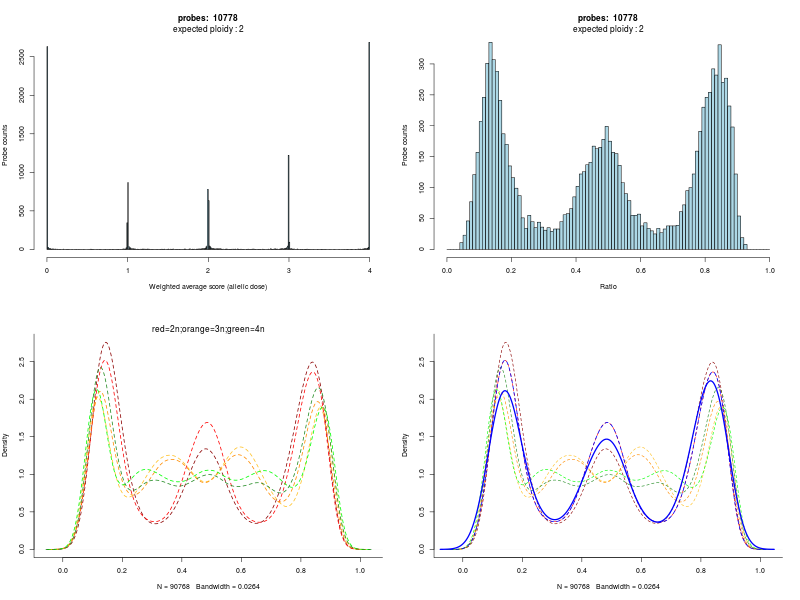 probes: 10778
expected ploidy : 2
Probe counts
0 500 1000 1500 2500
0 1 2 3 4
Weighted average score (allelic dose)
probes: 10778
expected ploidy : 2
Probe counts
0 50 100 150 200 250 300
0.0 0.2 0.4 0.6 0.8 1.0
Ratio
red=2n;orange=3n;green=4n
Density
0.0 0.5 1.0 1.5 2.0 2.5
0.0 0.2 0.4 0.6 0.8 1.0
N = 90768 Bandwidth = 0.0264
Density
0.0 0.5 1.0 1.5 2.0 2.5
0.0 0.2 0.4 0.6 0.8 1.0
N = 90768 Bandwidth = 0.0264